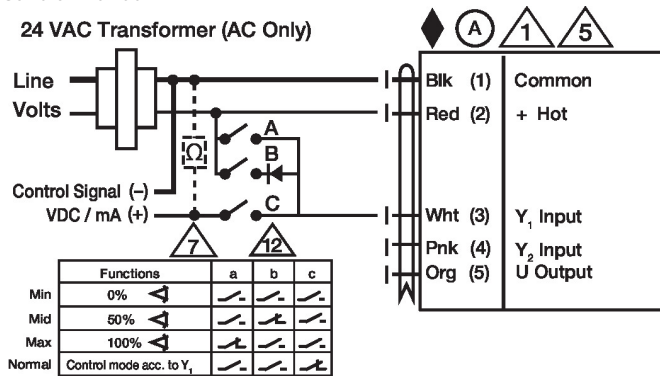 24 VAC Transformer (AC Only)
A 1 5
Line
Volts
Blk (1) Common
Red (2) + Hot
A
B
Ω
C
Control Signal (–)
VDC / mA (+)
Wht (3) Y1 Input
Pnk (4) Y2 Input
Org (5) U Output
7 12
Functions a b c
Min 0%
Mid 50%
Max 100%
Normal Control mode acc. to Y1